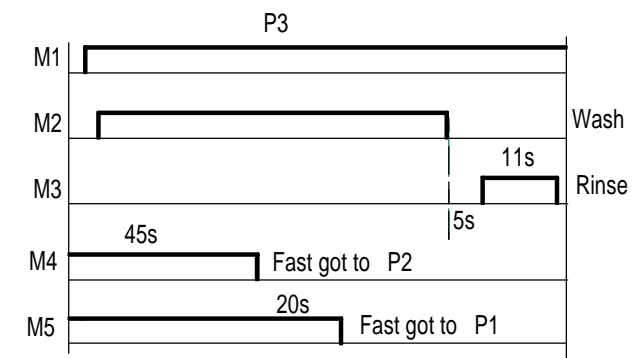 P3
M1
M2
Wash
11s
M3
Rinse
5s
45s
M4
Fast got to P2
20s
M5
Fast got to P1